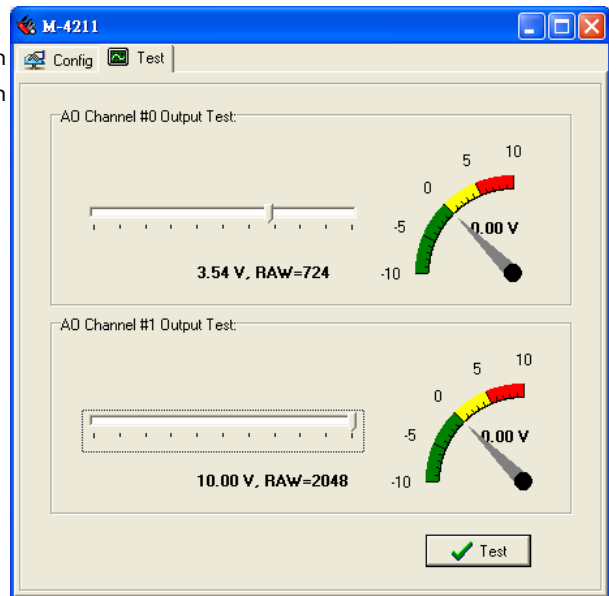 M-4211
Config Test
n
n
AO Channel #0 Output Test:
-10 -5 0 5 10
0.00 V
3.54 V, RAW=724
AO Channel #1 Output Test:
-10 -5 0 5 10
0.00 V
10.00 V, RAW=2048
Test